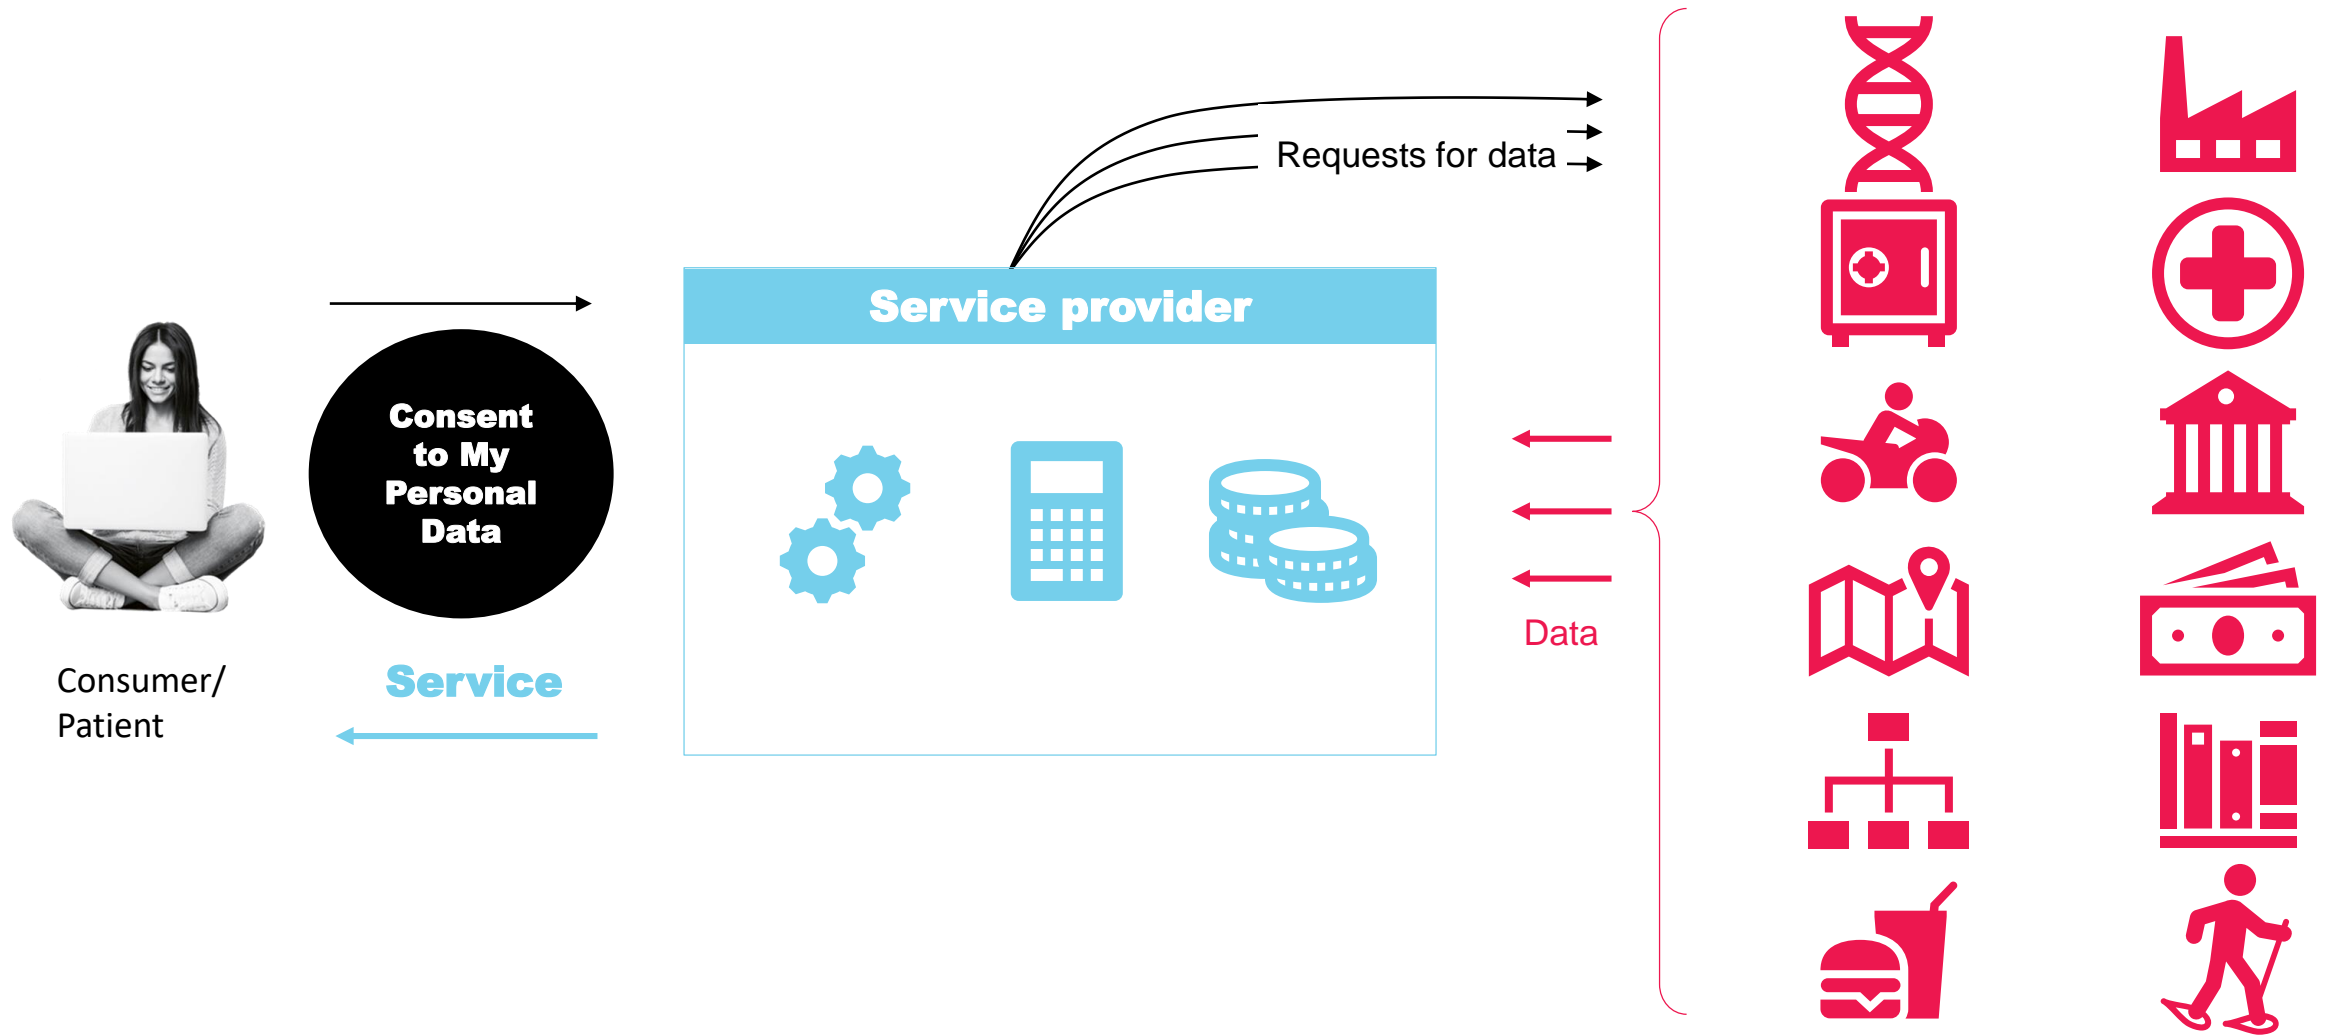 Requests for data
Service provider
Consent
to My
Personal
Data
Data
Consumer/
Patient
Service